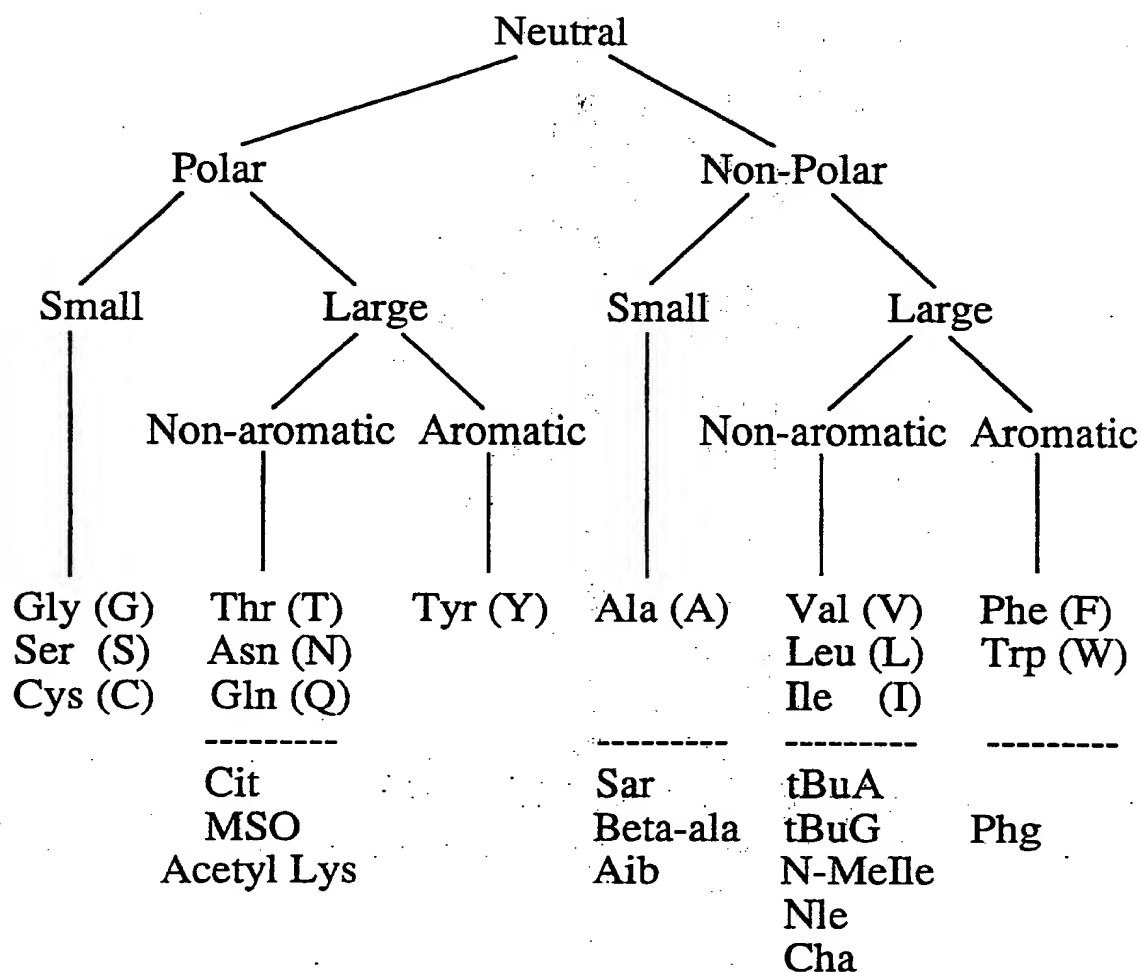 Neutral
Polar Non-Polar
Small Large Small Large
Non-aromatic Aromatic Non-aromatic Aromatic
Gly (G) Thr (T) Tyr (Y) Ala (A) Val (V) Phe (F)
Ser (S) Asn (N) Leu (L) Trp (W)
Cys (C) Gln (Q) Ile (I)
--------- --------- --------- ---------
Cit Sar tBuA
MSO Beta-ala tBuG Phg
Acetyl Lys Aib N-MeIle
Nle
Cha